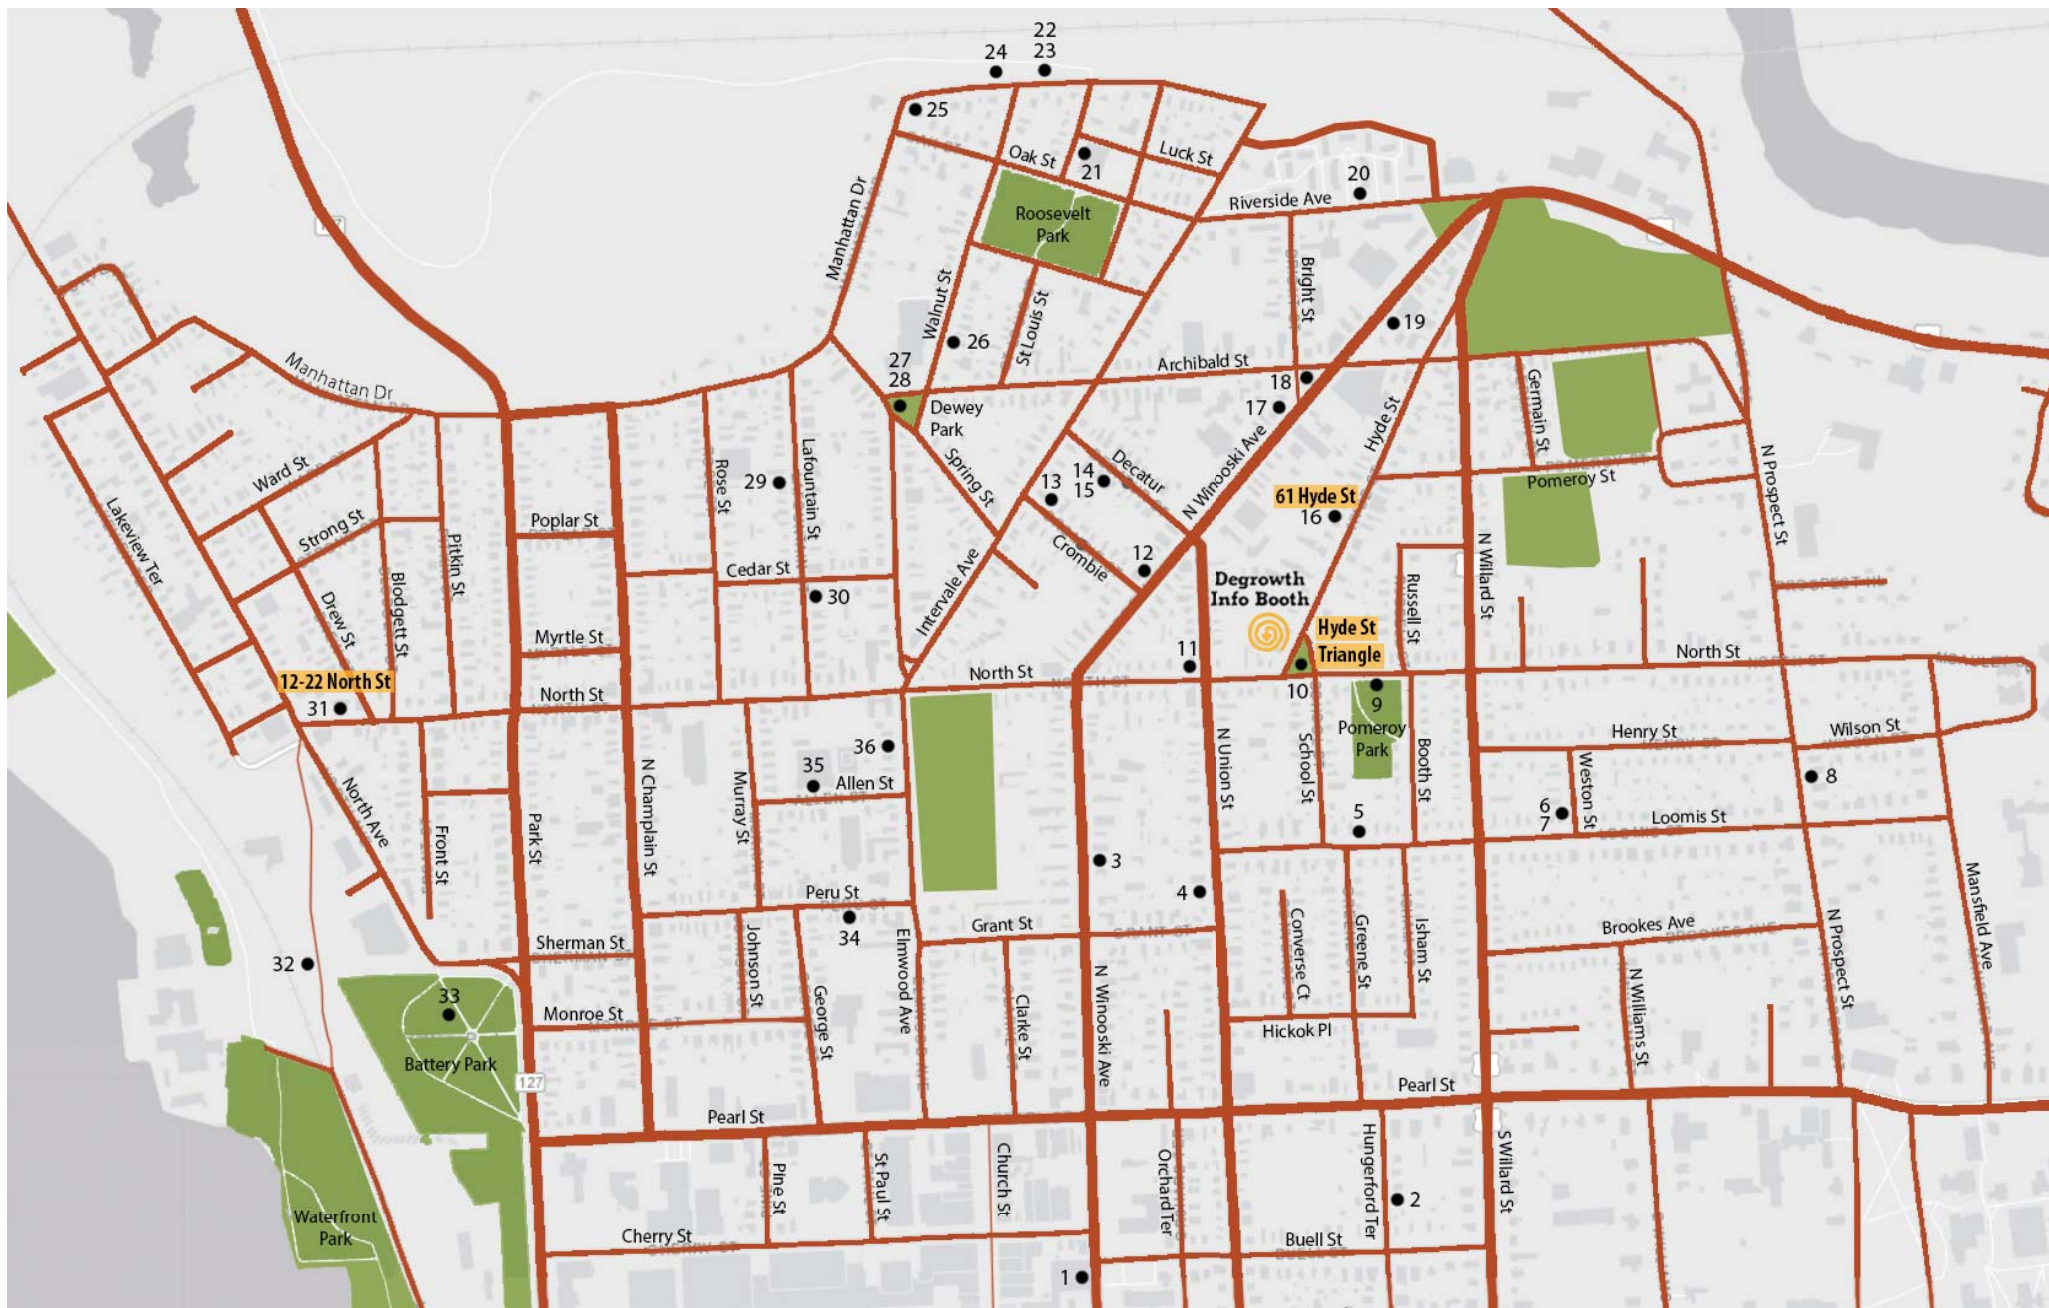 22
24
23
25
Oak St
Luck St
21
20
Riverside Ave
Roosevelt
Park
Manhattan Dr
Walnut St
St Louis St
Bright St
19
26
27
28
Archibald St
18
17
Dewey
Park
Manhattan Dr
Germain St
Hyde St
N Winooski Ave
Decatur
Spring St
14
15
13
Ward St
Rose St
29
Lafountain St
N Prospect St
Pomeroy St
61 Hyde St
16
Lakeview Ter
Strong St
Poplar St
Pitkin St
Blodgett St
Drew St
Cedar St
30
Crombie
12
Intervale Ave
N Willard St
Russell St
Degrowth
Info Booth
Hyde St
Triangle
Myrtle St
11
North St
12-22 North St
31
North St
North St
10
9
Pomeroy
Park
Henry St
Wilson St
36
35
Allen St
N Union St
School St
Booth St
Weston St
8
6
7
5
Loomis St
North Ave
Front St
Park St
N Champlain St
Murray St
3
4
Peru St
34
Grant St
Sherman St
Johnson St
George St
Elmwood Ave
Clarke St
N Winooski Ave
Converse Ct
Greene St
Isham St
Brookes Ave
N Williams St
N Prospect St
Mansfield Ave
32
33
Monroe St
Hickok Pl
Battery Park
127
Pearl St
Pearl St
Pine St
St Paul St
Church St
Orchard Ter
Hungerford Ter
2
S Willard St
Waterfront
Park
Cherry St
Buell St
1